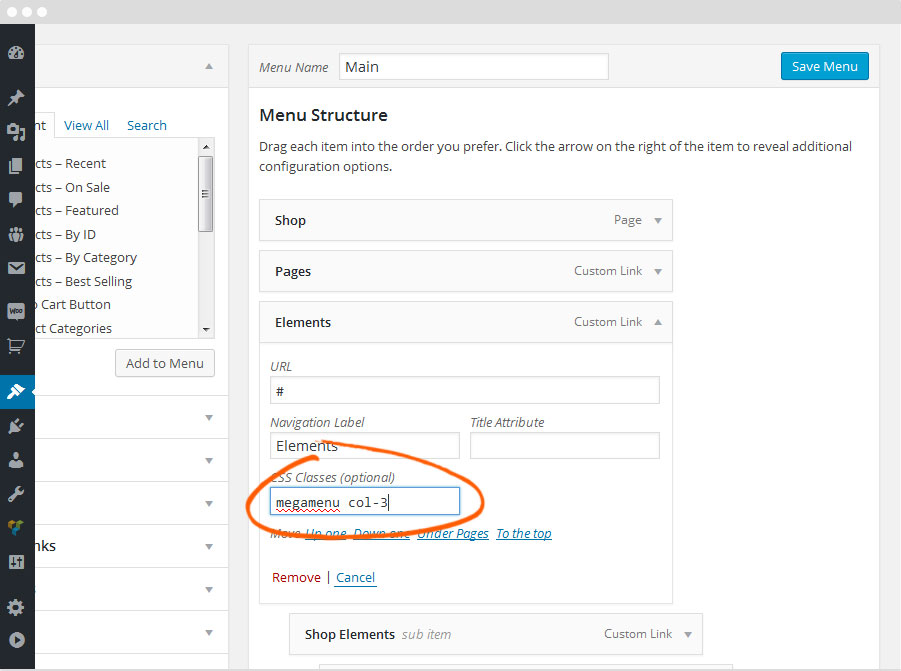 Menu Name Main Save Menu
nt View All Search
Menu Structure
Drag each item into the order you prefer. Click the arrow on the right of the item to reveal additional
configuration options.
cts – Recent
cts – On Sale
cts – Featured
cts – By ID
cts – By Category
cts – Best Selling
o Cart Button
ct Categories
Add to Menu
nks
Shop Page
Pages Custom Link
Elements Custom Link
URL
#
Navigation Label Title Attribute
Elements
CSS Classes (optional)
megamenu col-3
Move Up one Down one Under Pages To the top
Remove | Cancel
Shop Elements sub item Custom Link
Woo